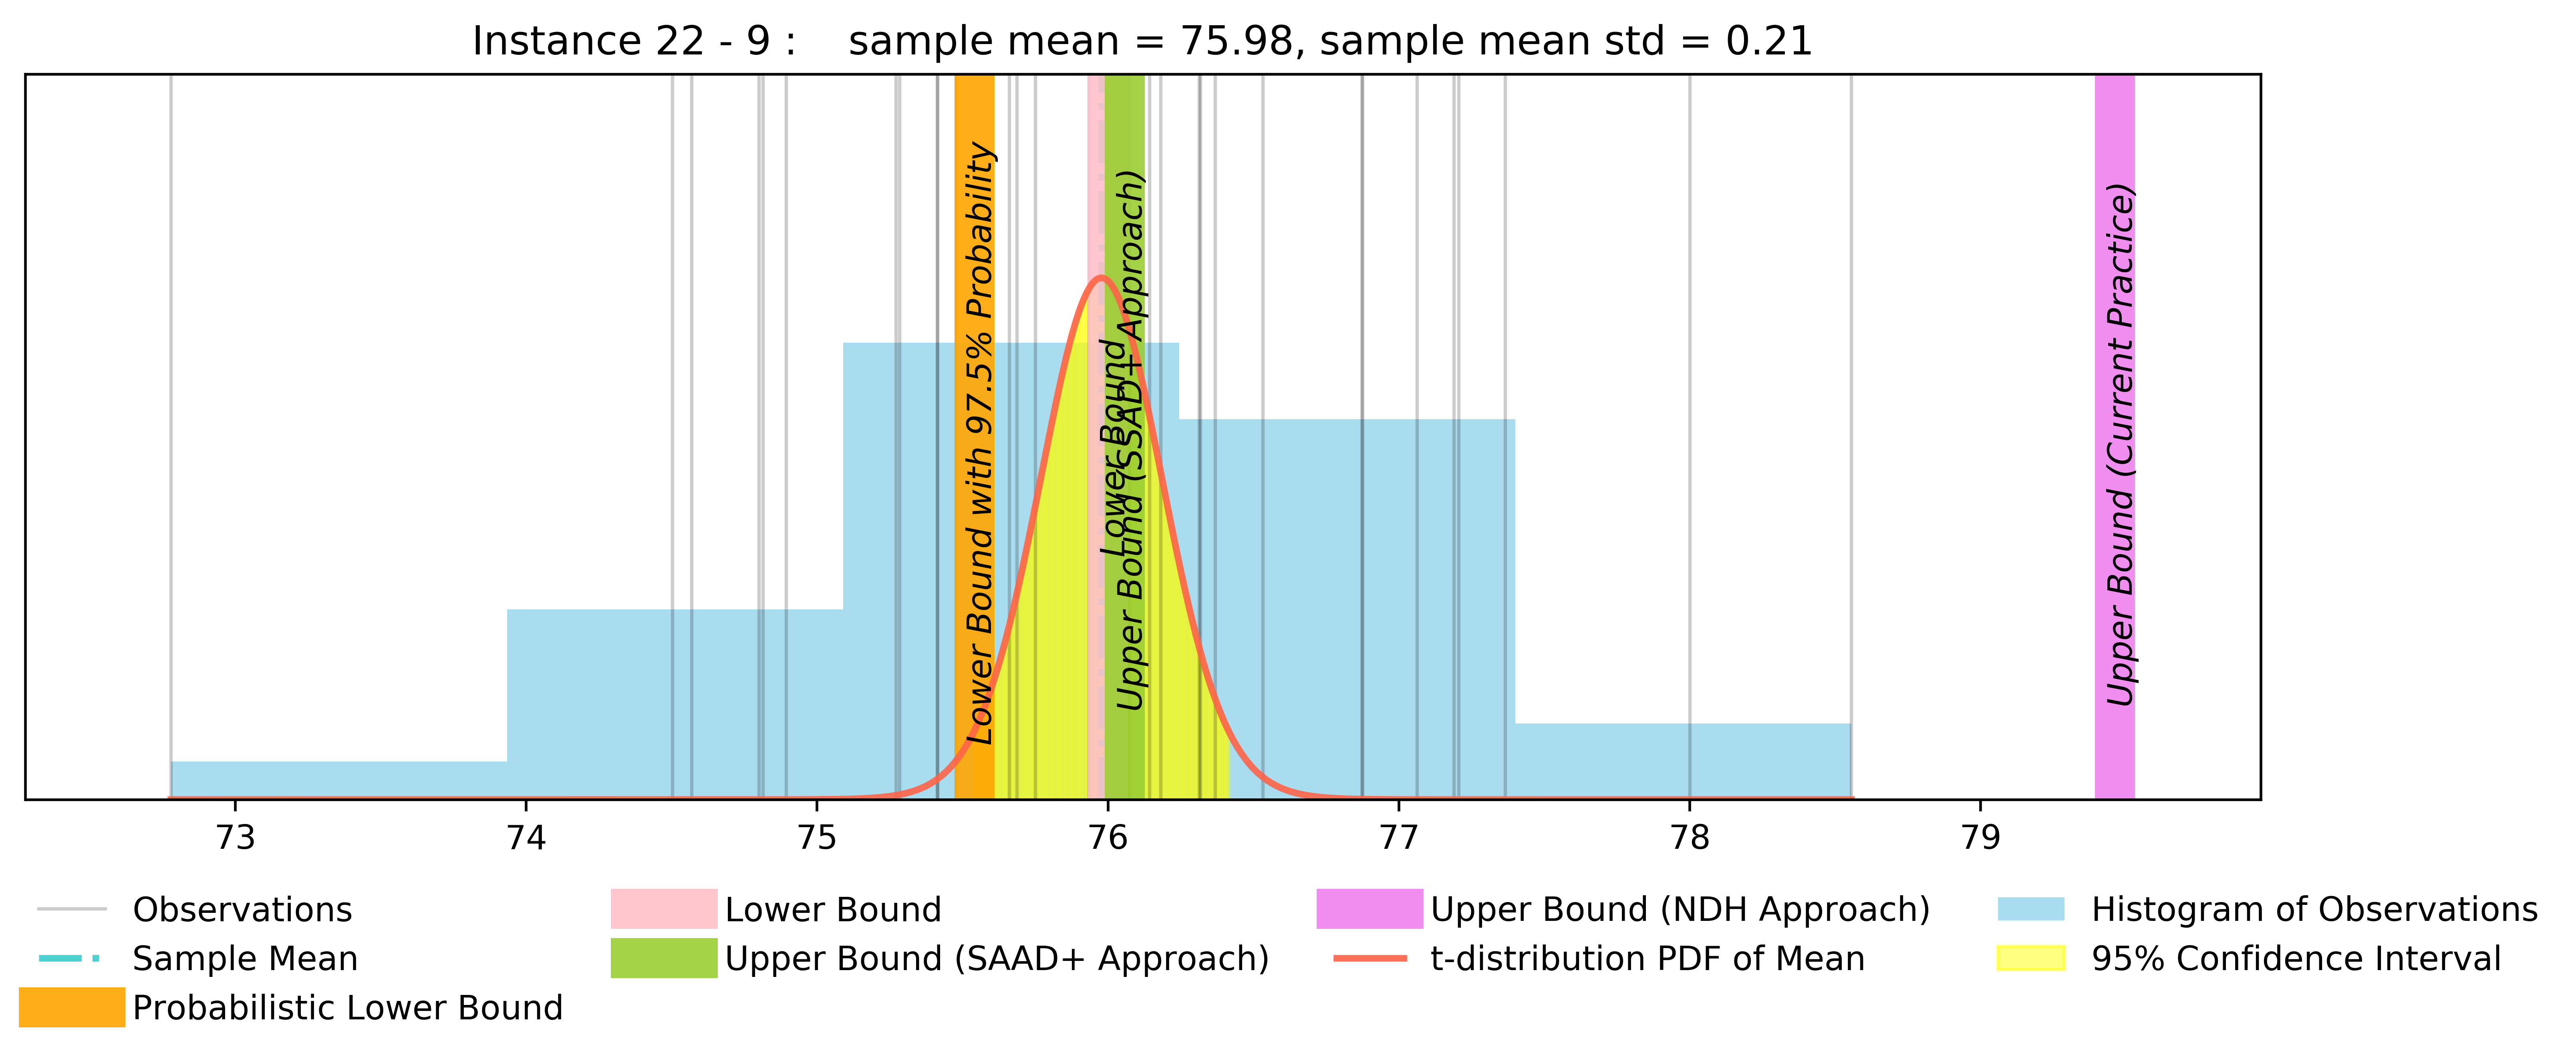 Instance 22 - 9 :    sample mean = 75.98, sample mean std = 0.21
Lower Bound with 97.5% Probability
Lower Bound
Upper Bound (SSAD+ Approach)
Upper Bound (Current Practice)
73 74 75 76 77 78 79
Observations
Sample Mean
Probabilistic Lower Bound
Lower Bound
Upper Bound (SAAD+ Approach)
Upper Bound (NDH Approach)
t-distribution PDF of Mean
Histogram of Observations
95% Confidence Interval